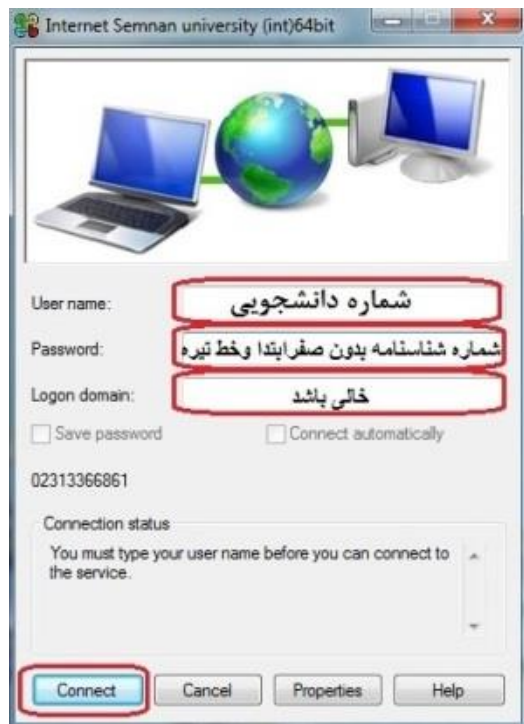 Internet Semnan university (int)64bit
User name:
شماره دانشجویی
Password:
شماره شناسنامه بدون صفرابتدا وخط تیره
Logon domain:
خالی باشد
Save password
Connect automatically
02313366861
Connection status
You must type your user name before you can connect to
the service.
Connect
Cancel
Properties
Help